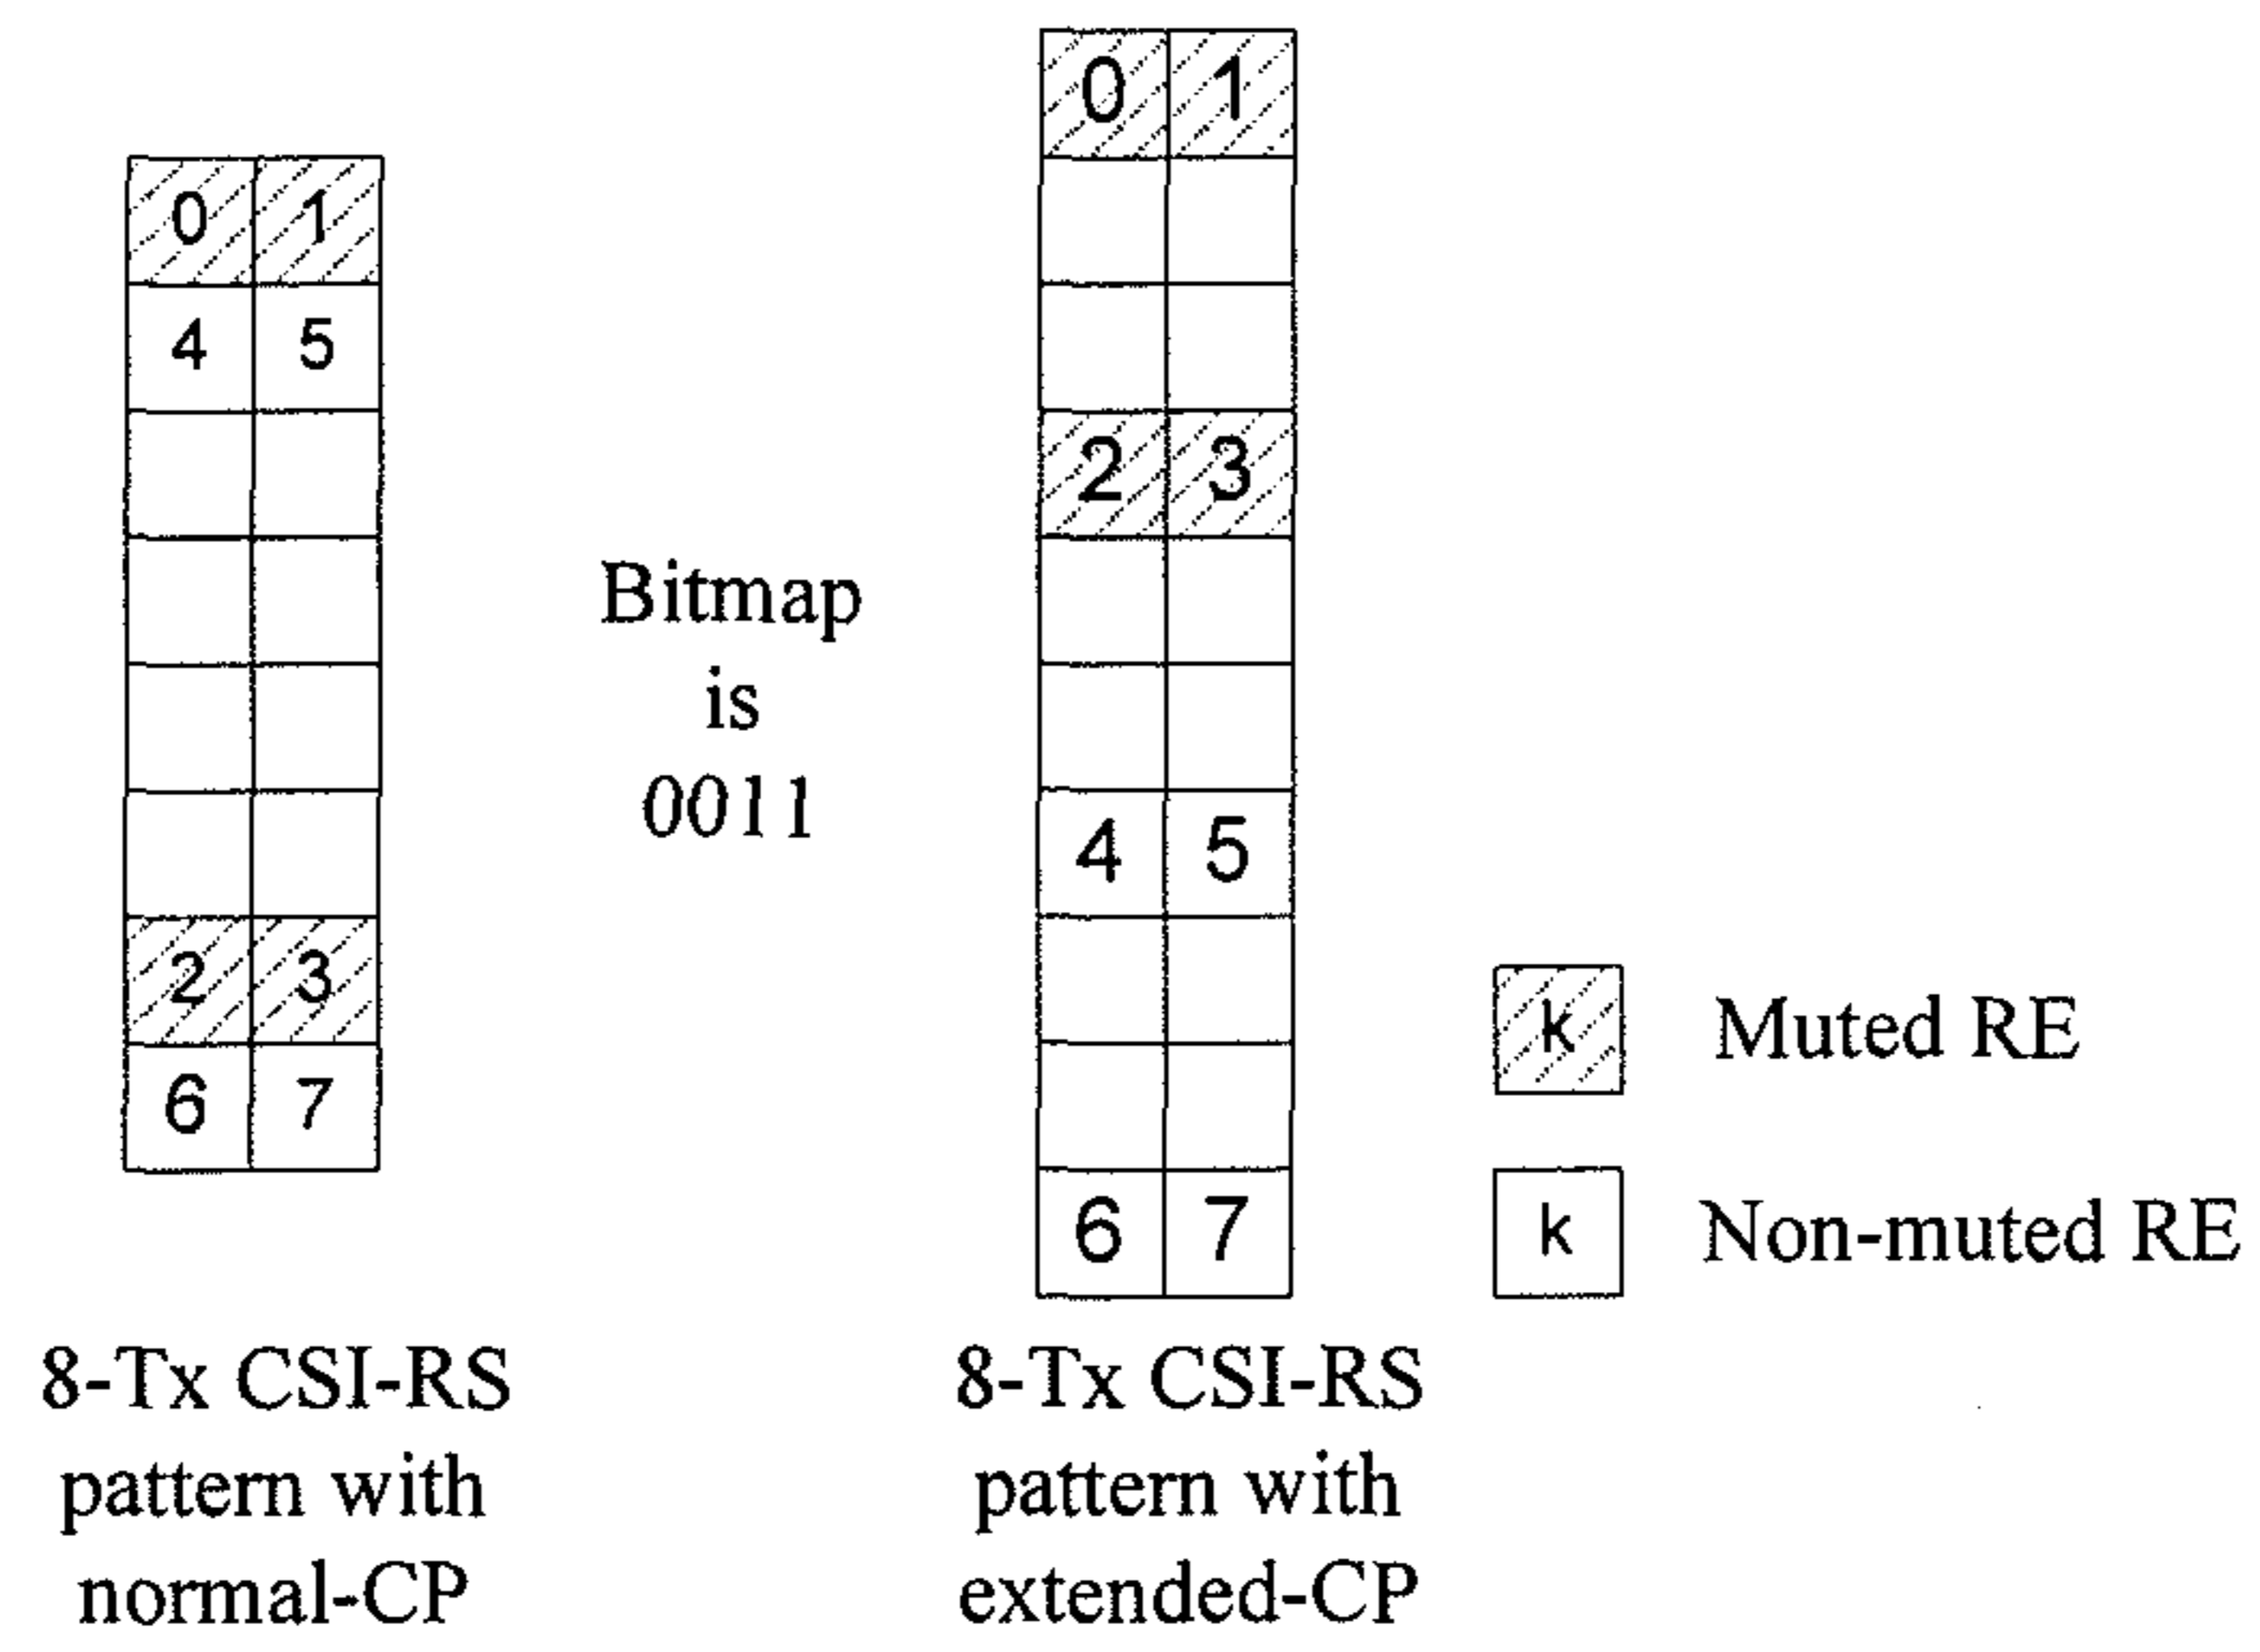 0 1
4 5
2 3
6 7
8-Tx CSI-RS
pattern with
normal-CP
Bitmap
is
0011
0 1
2 3
4 5
6 7
8-Tx CSI-RS
pattern with
extended-CP
k Muted RE
k Non-muted RE